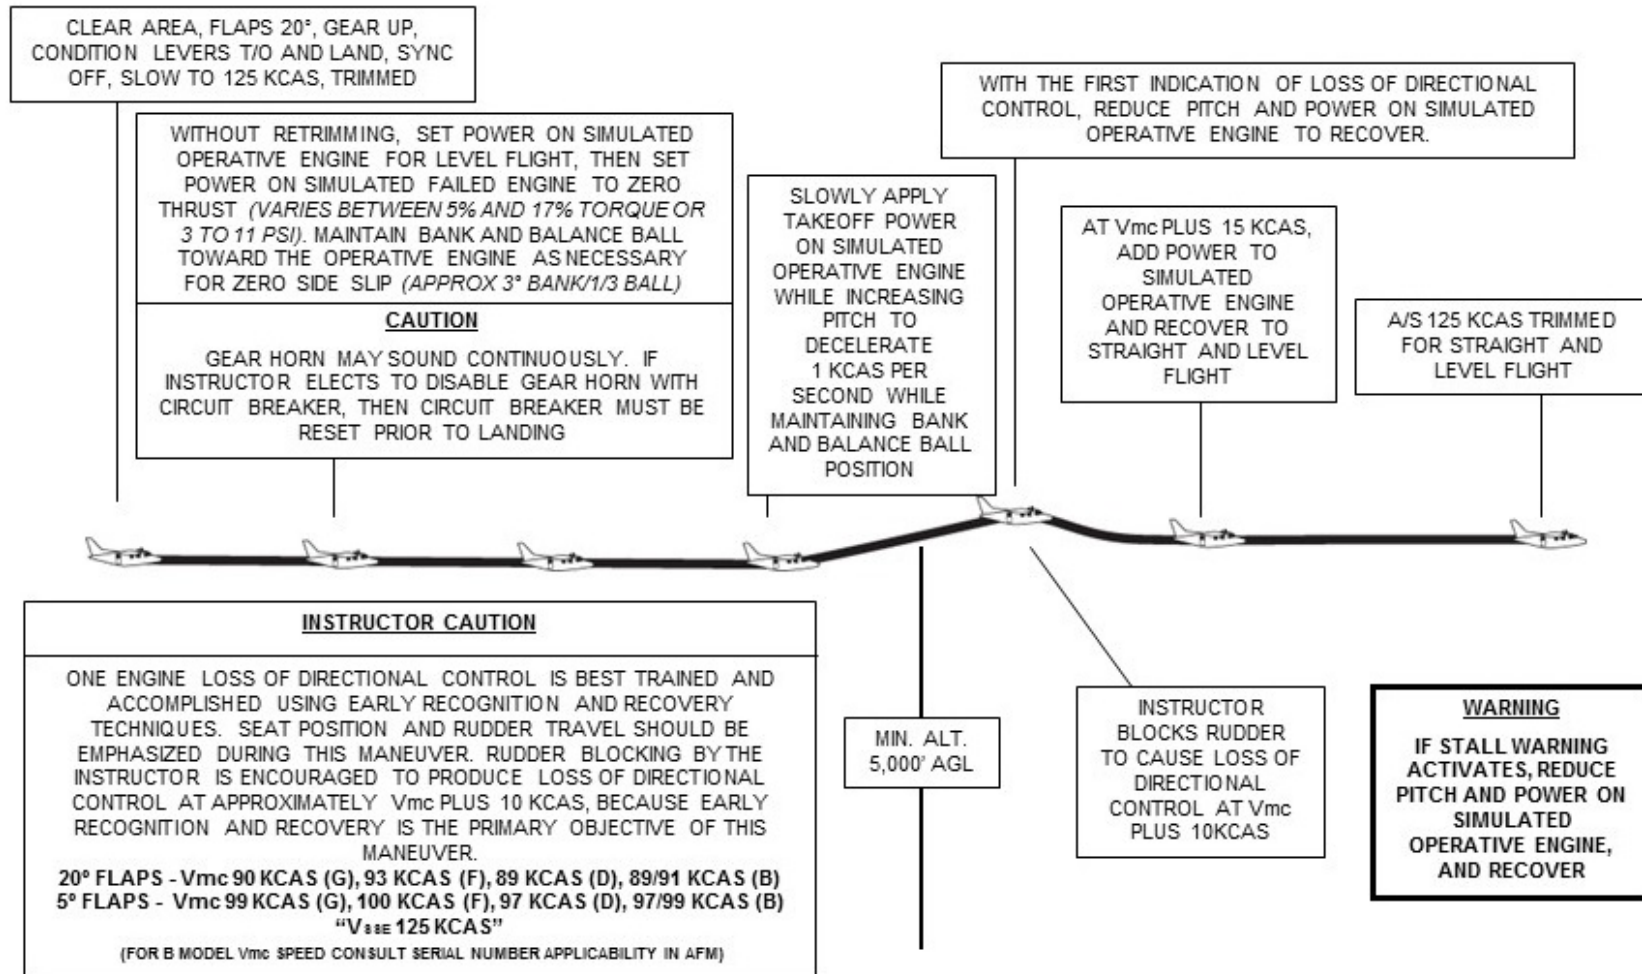 CLEAR AREA, FLAPS 20°, GEAR UP,
CONDITION LEVERS T/O AND LAND, SYNC
OFF, SLOW TO 125 KCAS, TRIMMED
WITHOUT RETRIMMING, SET POWER ON SIMULATED
OPERATIVE ENGINE FOR LEVEL FLIGHT, THEN SET
POWER ON SIMULATED FAILED ENGINE TO ZERO
THRUST (VARIES BETWEEN 5% AND 17% TORQUE OR
3 TO 11 PSI). MAINTAIN BANK AND BALANCE BALL
TOWARD THE OPERATIVE ENGINE AS NECESSARY
FOR ZERO SIDE SLIP (APPROX 3° BANK/1/3 BALL)
CAUTION
GEAR HORN MAY SOUND CONTINUOUSLY. IF
INSTRUCTOR ELECTS TO DISABLE GEAR HORN WITH
CIRCUIT BREAKER, THEN CIRCUIT BREAKER MUST BE
RESET PRIOR TO LANDING
SLOWLY APPLY
TAKEOFF POWER
ON SIMULATED
OPERATIVE ENGINE
WHILE INCREASING
PITCH TO
DECELERATE
1 KCAS PER
SECOND WHILE
MAINTAINING BANK
AND BALANCE BALL
POSITION
WITH THE FIRST INDICATION OF LOSS OF DIRECTIONAL
CONTROL, REDUCE PITCH AND POWER ON SIMULATED
OPERATIVE ENGINE TO RECOVER.
AT Vmc PLUS 15 KCAS,
ADD POWER TO
SIMULATED
OPERATIVE ENGINE
AND RECOVER TO
STRAIGHT AND LEVEL
FLIGHT
A/S 125 KCAS TRIMMED
FOR STRAIGHT AND
LEVEL FLIGHT
INSTRUCTOR CAUTION
ONE ENGINE LOSS OF DIRECTIONAL CONTROL IS BEST TRAINED AND
ACCOMPLISHED USING EARLY RECOGNITION AND RECOVERY
TECHNIQUES. SEAT POSITION AND RUDDER TRAVEL SHOULD BE
EMPHASIZED DURING THIS MANEUVER. RUDDER BLOCKING BY THE
INSTRUCTOR IS ENCOURAGED TO PRODUCE LOSS OF DIRECTIONAL
CONTROL AT APPROXIMATELY Vmc PLUS 10 KCAS, BECAUSE EARLY
RECOGNITION AND RECOVERY IS THE PRIMARY OBJECTIVE OF THIS
MANEUVER.
20° FLAPS - Vmc 90 KCAS (G), 93 KCAS (F), 89 KCAS (D), 89/91 KCAS (B)
5° FLAPS - Vmc 99 KCAS (G), 100 KCAS (F), 97 KCAS (D), 97/99 KCAS (B)
“VSSE 125 KCAS”
(FOR B MODEL Vmc SPEED CONSULT SERIAL NUMBER APPLICABILITY IN AFM)
MIN. ALT.
5,000' AGL
INSTRUCTOR
BLOCKS RUDDER
TO CAUSE LOSS OF
DIRECTIONAL
CONTROL AT Vmc
PLUS 10KCAS
WARNING
IF STALL WARNING
ACTIVATES, REDUCE
PITCH AND POWER ON
SIMULATED
OPERATIVE ENGINE,
AND RECOVER